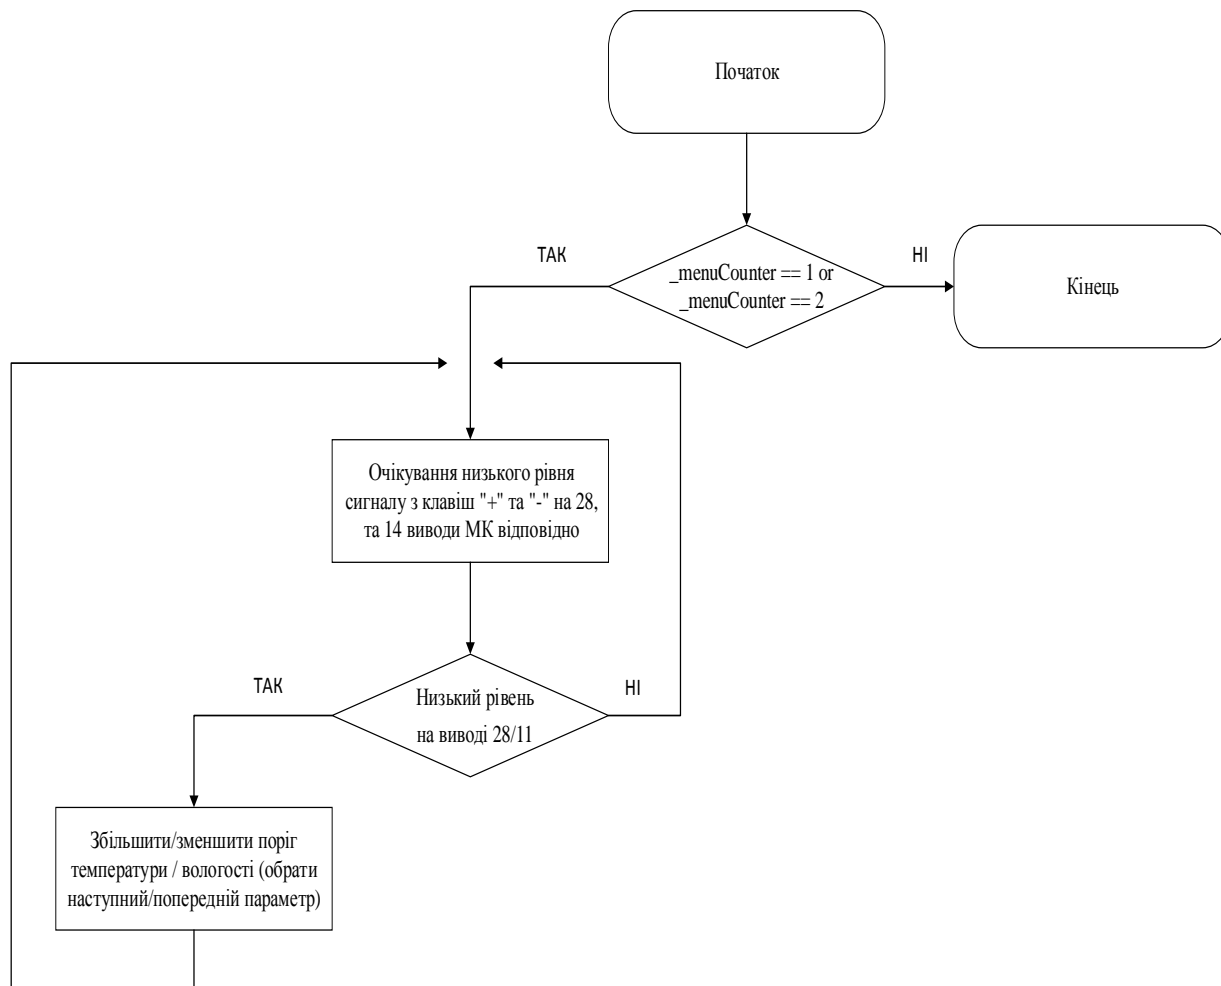 Початок
ТАК
_menuCounter == 1 or
_menuCounter == 2
НІ
Кінець
Очікування низького рівня
сигналу з клавіш "+" та "-" на 28,
та 14 виводи МК відповідно
ТАК
Низький рівень
на виводі 28/11
НІ
Збільшити/зменшити поріг
температури / вологості (обрати
наступний/попередній параметр)